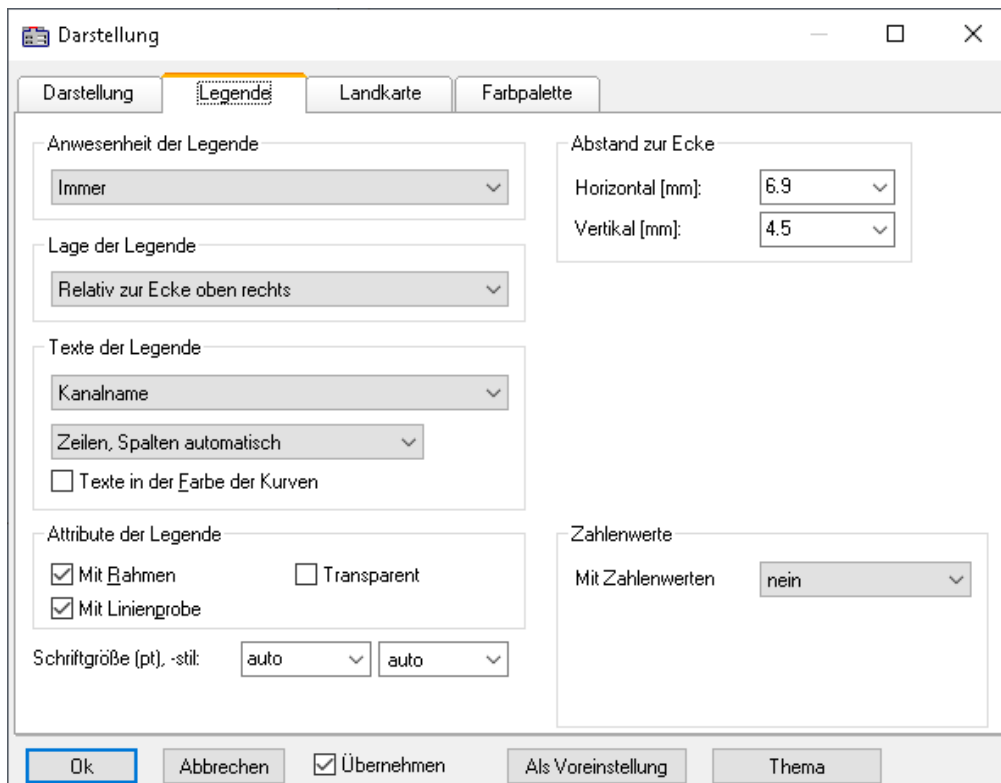 Darstellung
Darstellung Legende Landkarte Farbpalette
Anwesenheit der Legende
Immer
Lage der Legende
Relativ zur Ecke oben rechts
Texte der Legende
Kanalname
Zeilen, Spalten automatisch
Texte in der Farbe der Kurven
Attribute der Legende
Mit Rahmen Transparent
Mit Linienprobe
Schriftgröße (pt), -stil: auto auto
Abstand zur Ecke
Horizontal [mm]: 6.9
Vertikal [mm]: 4.5
Zahlenwerte
Mit Zahlenwerten nein
Ok Abbrechen Übernehmen Als Voreinstellung Thema